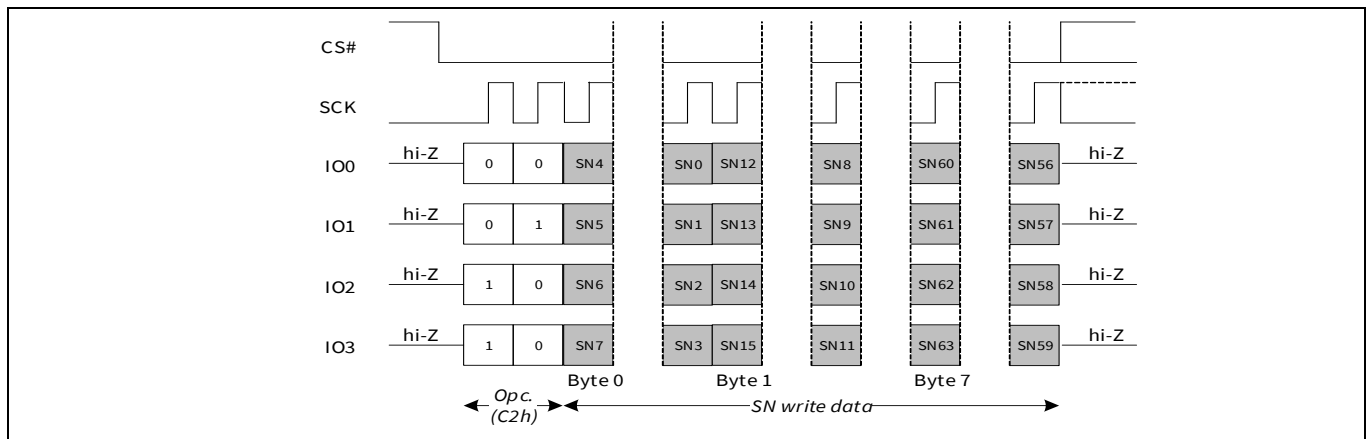 CS#
SCK
IO0 hi-Z 0 0 SN4 SN0 SN12 SN8 SN60 SN56 hi-Z
IO1 hi-Z 0 1 SN5 SN1 SN13 SN9 SN61 SN57 hi-Z
IO2 hi-Z 1 0 SN6 SN2 SN14 SN10 SN62 SN58 hi-Z
IO3 hi-Z 1 0 SN7 SN3 SN15 SN11 SN63 SN59 hi-Z
Byte 0 Byte 1 Byte 7
Opc.
(C2h)
SN write data